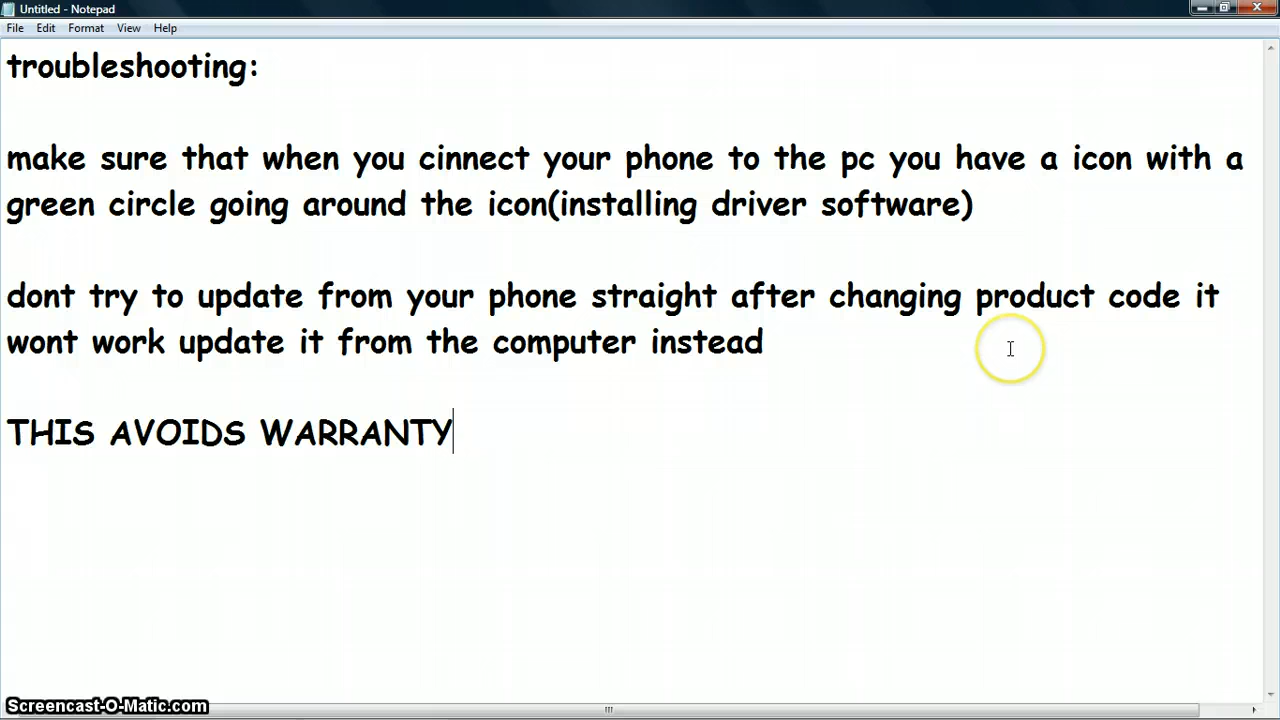 Untitled - Notepad
File Edit Format View Help
troubleshooting:
make sure that when you cinnect your phone to the pc you have a icon with a
green circle going around the icon(installing driver software)
dont try to update from your phone straight after changing product code it
wont work update it from the computer instead
THIS AVOIDS WARRANTY
Screencast-O-Matic.com